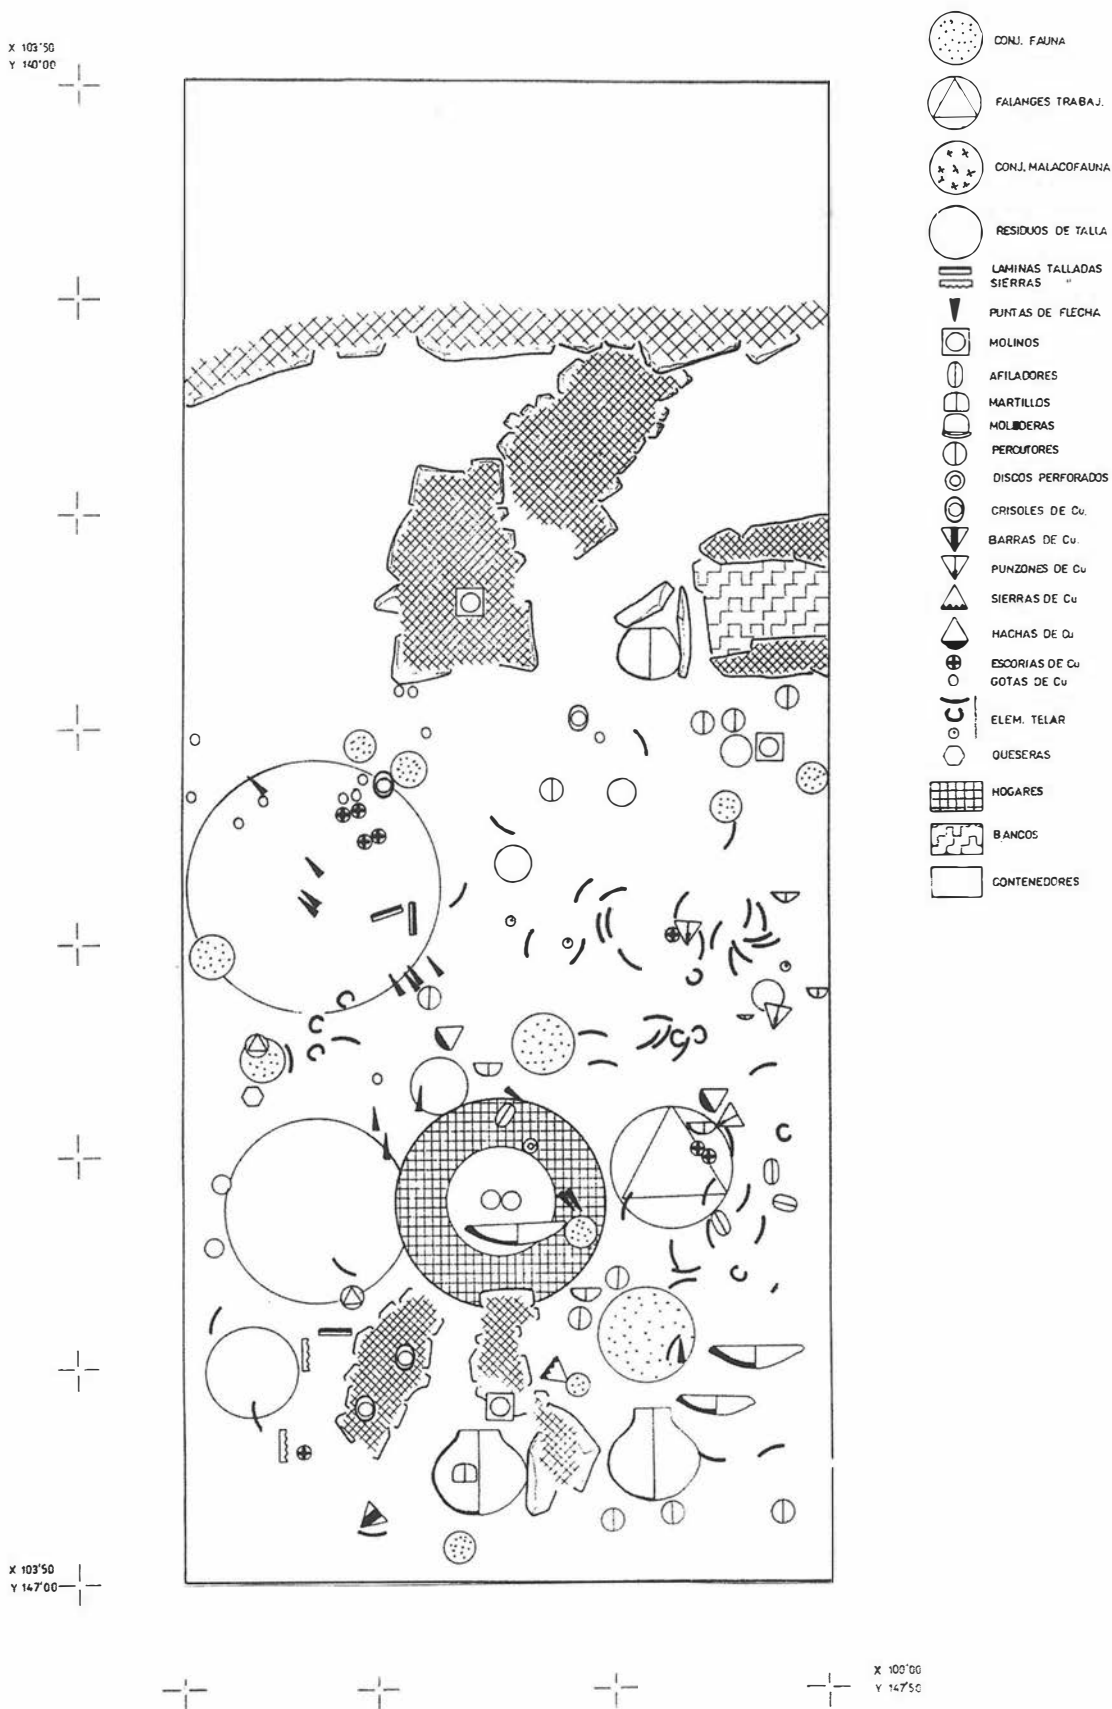 X 103'50
Y 140'00
CONJ. FAUNA
FALANGES TRABAJ.
CONJ. MALACOFAUNA
RESIDUOS DE TALLA
LAMINAS TALLADAS
SIERRAS "
PUNTAS DE FLECHA
MOLINOS
AFILADORES
MARTILLOS
MOLEDERAS
PERCUTORES
DISCOS PERFORADOS
CRISOLES DE Cu.
BARRAS DE Cu.
PUNZONES DE Cu
SIERRAS DE Cu
HACHAS DE Cu
ESCORIAS DE Cu
GOTAS DE Cu
ELEM. TELAR
QUESERAS
HOGARES
BANCOS
CONTENEDORES
X 103'50
Y 147'00
X 100'00
Y 147'50